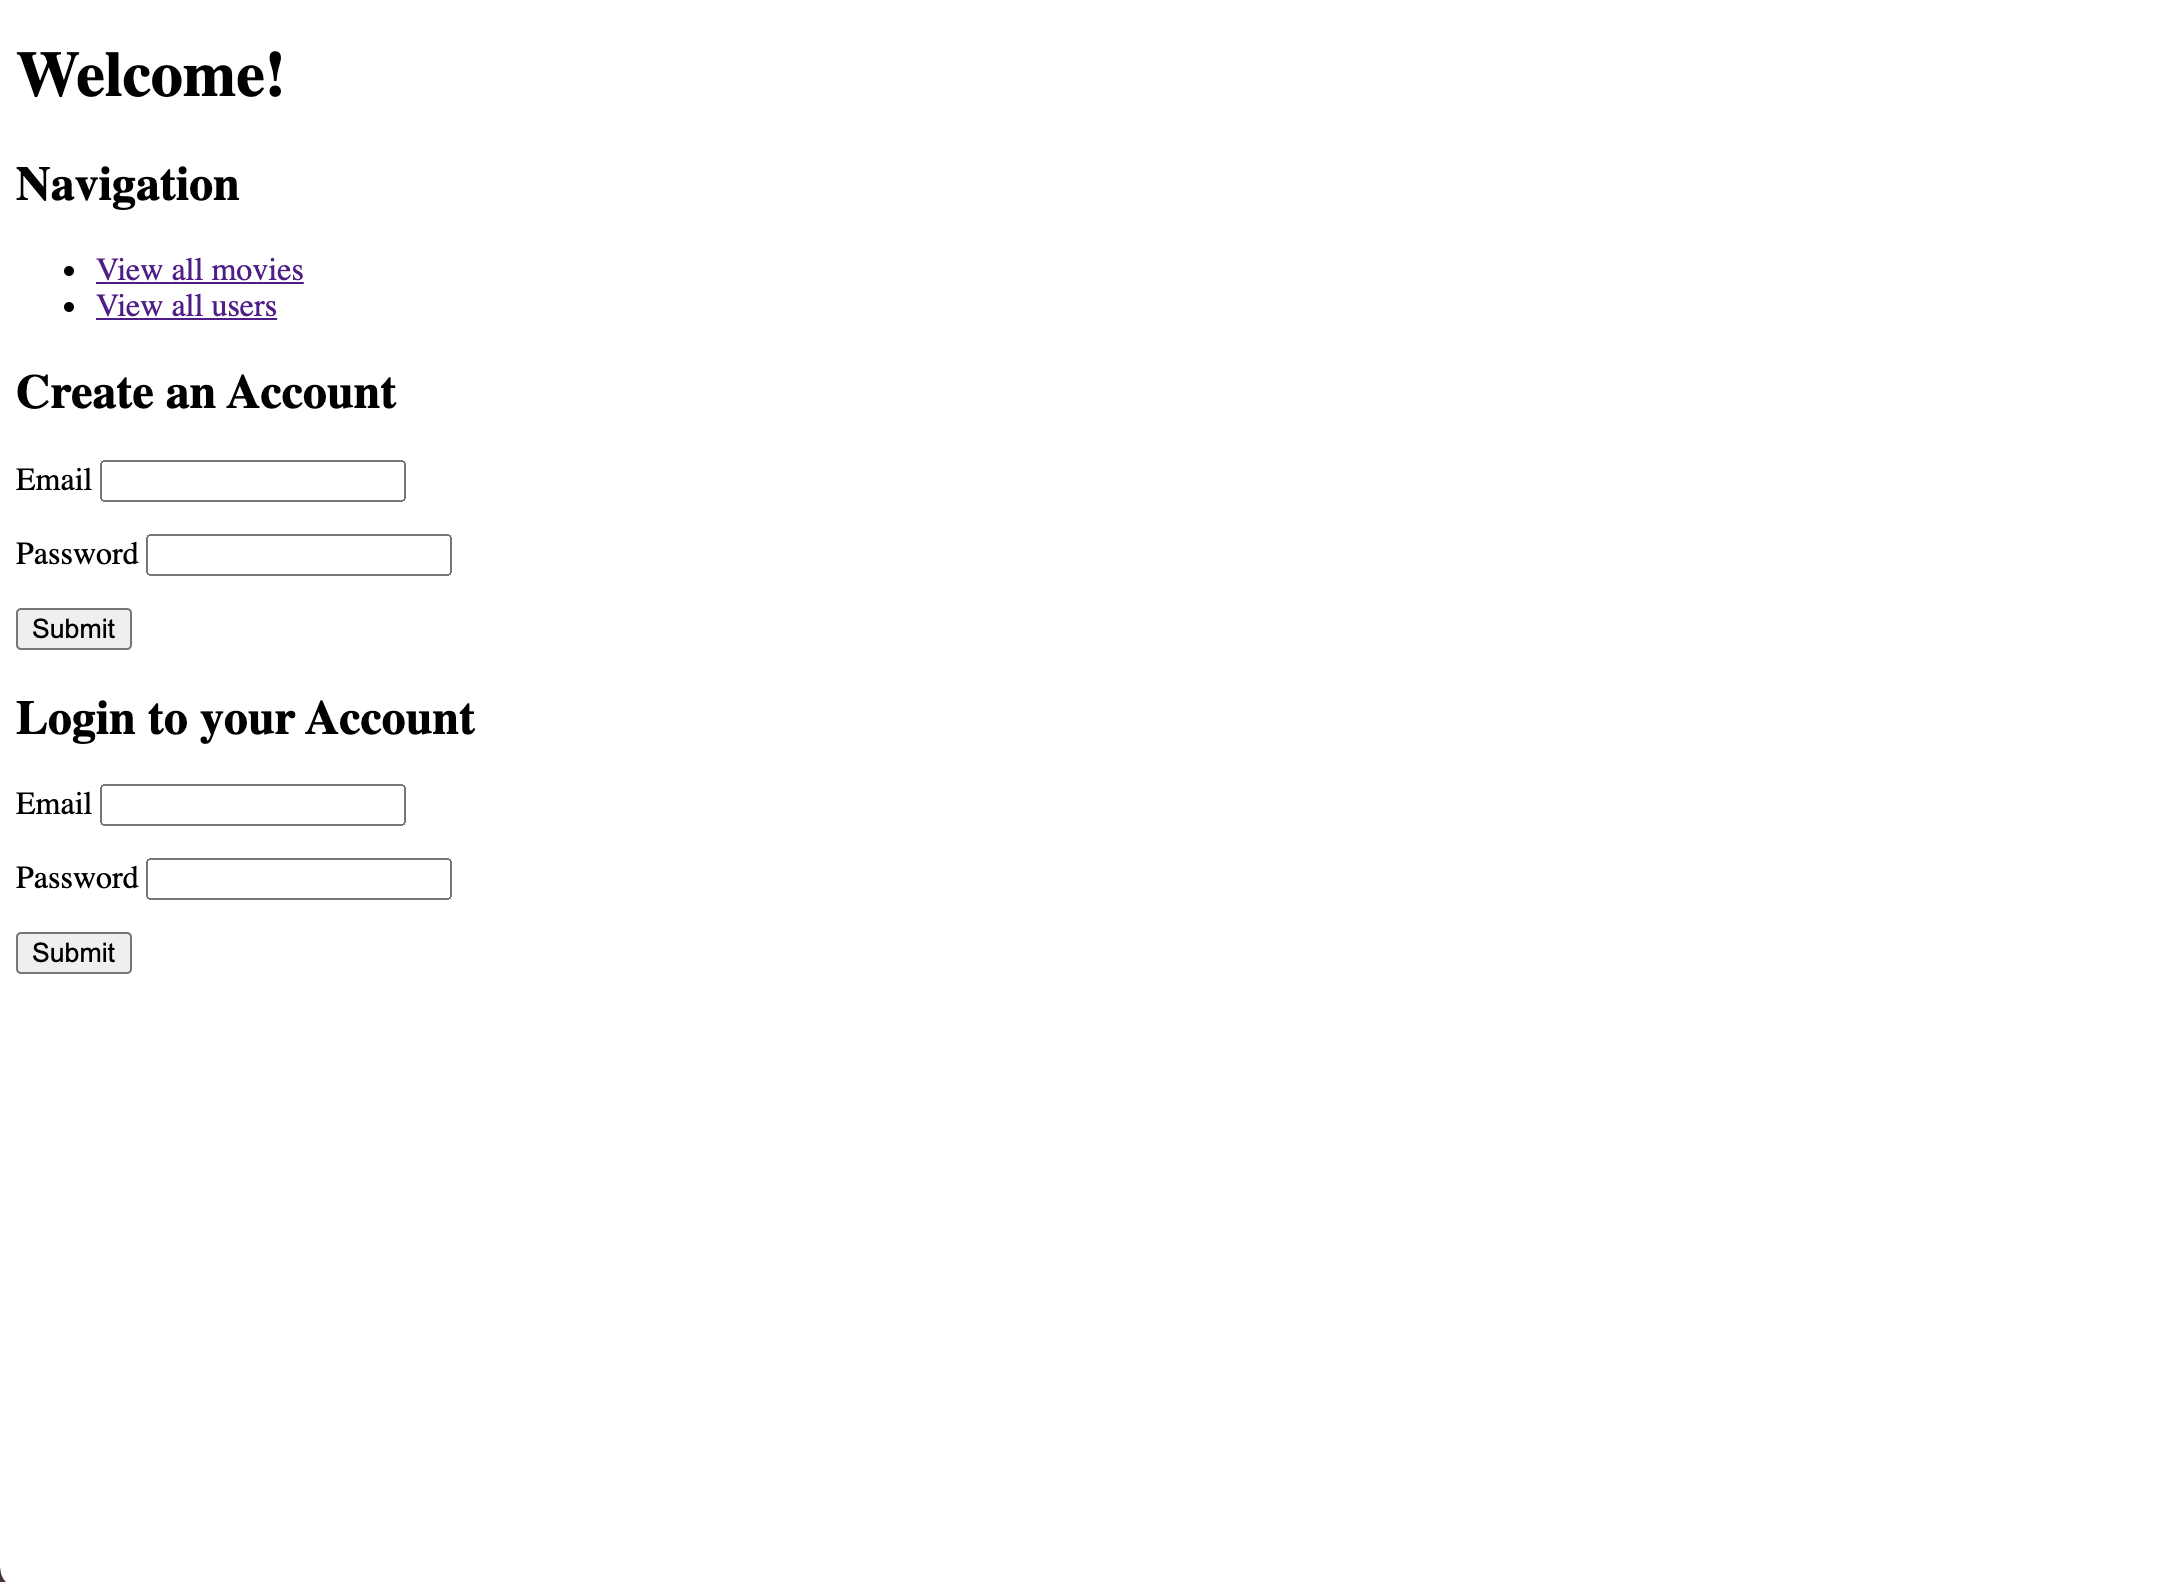 Welcome!
Navigation
View all movies
View all users
Create an Account
Email
Password
Submit
Login to your Account
Email
Password
Submit